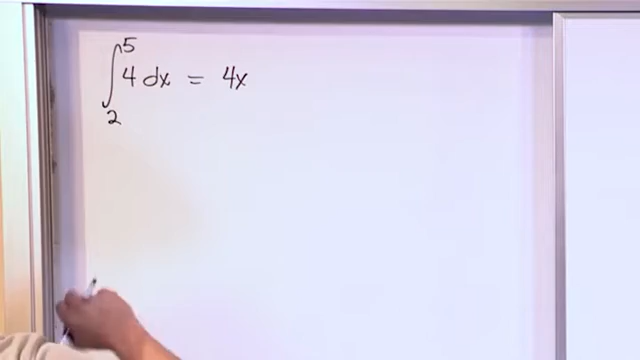 ∫₂⁵ 4 dx = 4x